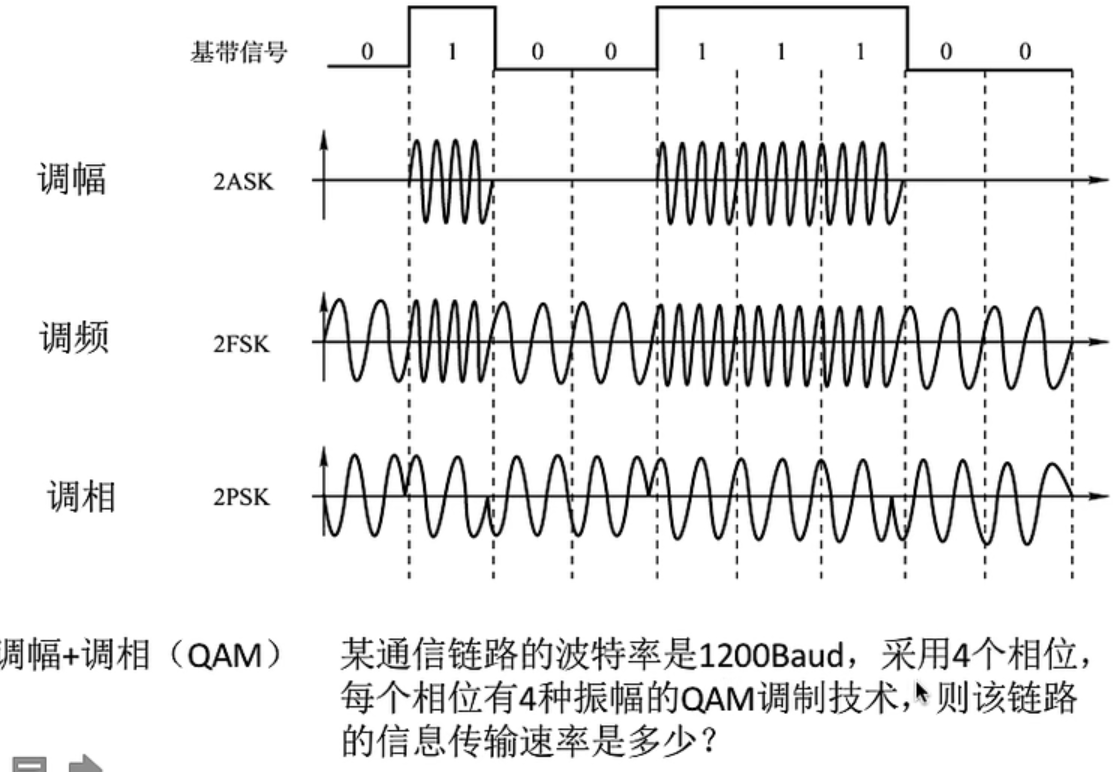 基带信号 0 1 0 0 1 1 1 0 0
调幅 2ASK
调频 2FSK
调相 2PSK
调幅+调相（QAM）
某通信链路的波特率是1200Baud，采用4个相位，
每个相位有4种振幅的QAM调制技术，则该链路
的信息传输速率是多少？